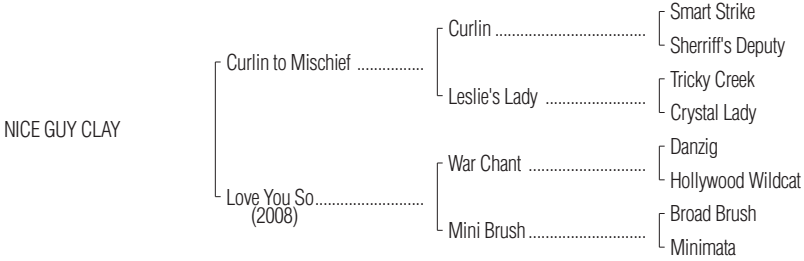 Smart Strike
Curlin ....................................
Sherriff's Deputy
Curlin to Mischief ................
Tricky Creek
Leslie's Lady ........................
Crystal Lady
NICE GUY CLAY
Danzig
War Chant ............................
Hollywood Wildcat
Love You So..........................
(2008)
Broad Brush
Mini Brush ............................
Minimata